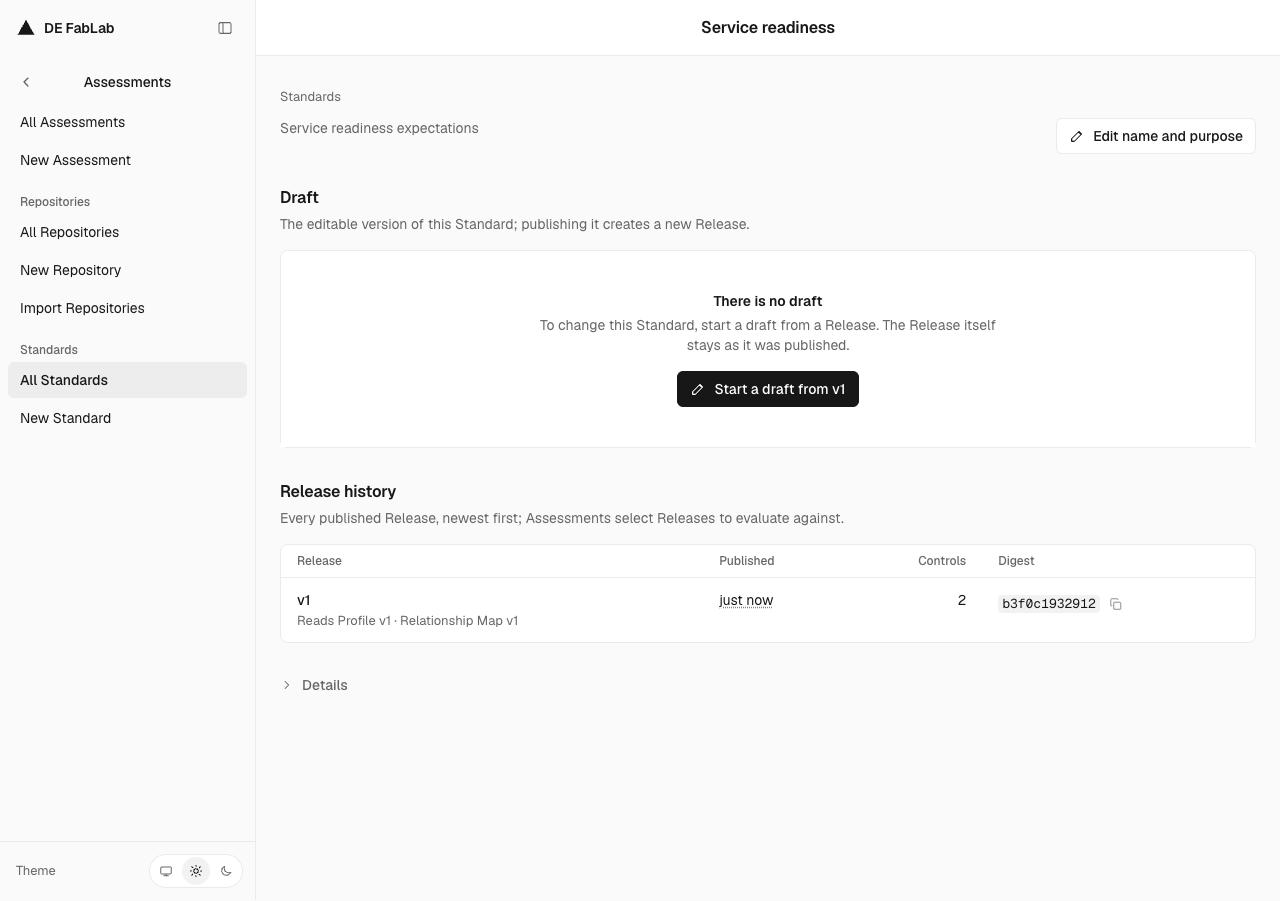 DE FabLab
Service readiness
Assessments
All Assessments
New Assessment
Repositories
All Repositories
New Repository
Import Repositories
Standards
All Standards
New Standard
Theme
Standards
Service readiness expectations
Edit name and purpose
Draft
The editable version of this Standard; publishing it creates a new Release.
There is no draft
To change this Standard, start a draft from a Release. The Release itself
stays as it was published.
Start a draft from v1
Release history
Every published Release, newest first; Assessments select Releases to evaluate against.
Release Published Controls Digest
v1 just now 2 b3f0c1932912
Reads Profile v1 · Relationship Map v1
Details